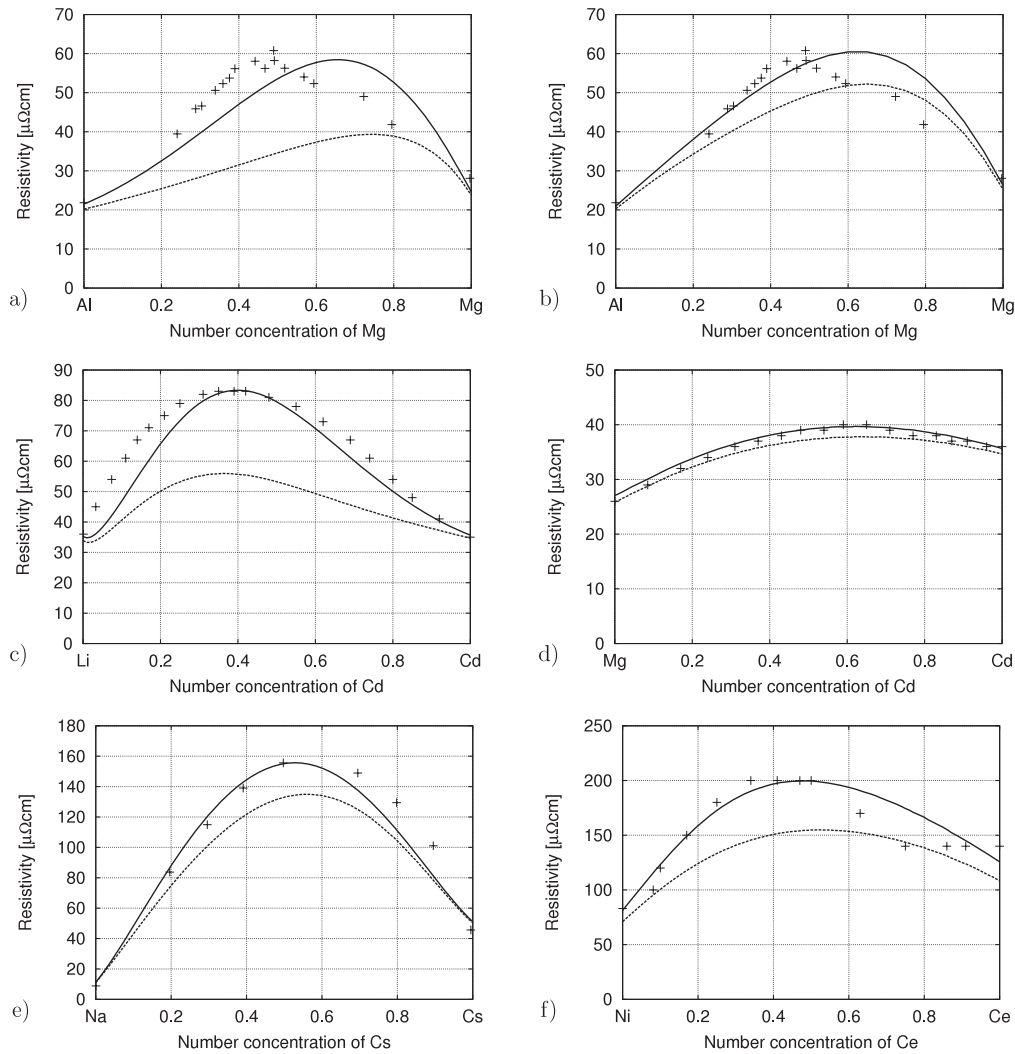 70
60
50
40
30
20
10
0
Resistivity [μΩcm]
Al 0.2 0.4 0.6 0.8 Mg
Number concentration of Mg
a)
70
60
50
40
30
20
10
0
Resistivity [μΩcm]
Al 0.2 0.4 0.6 0.8 Mg
Number concentration of Mg
b)
90
80
70
60
50
40
30
20
10
0
Resistivity [μΩcm]
Li 0.2 0.4 0.6 0.8 Cd
Number concentration of Cd
c)
50
40
30
20
10
0
Resistivity [μΩcm]
Mg 0.2 0.4 0.6 0.8 Cd
Number concentration of Cd
d)
180
160
140
120
100
80
60
40
20
0
Resistivity [μΩcm]
Na 0.2 0.4 0.6 0.8 Cs
Number concentration of Cs
e)
250
200
150
100
50
0
Resistivity [μΩcm]
Ni 0.2 0.4 0.6 0.8 Ce
Number concentration of Ce
f)